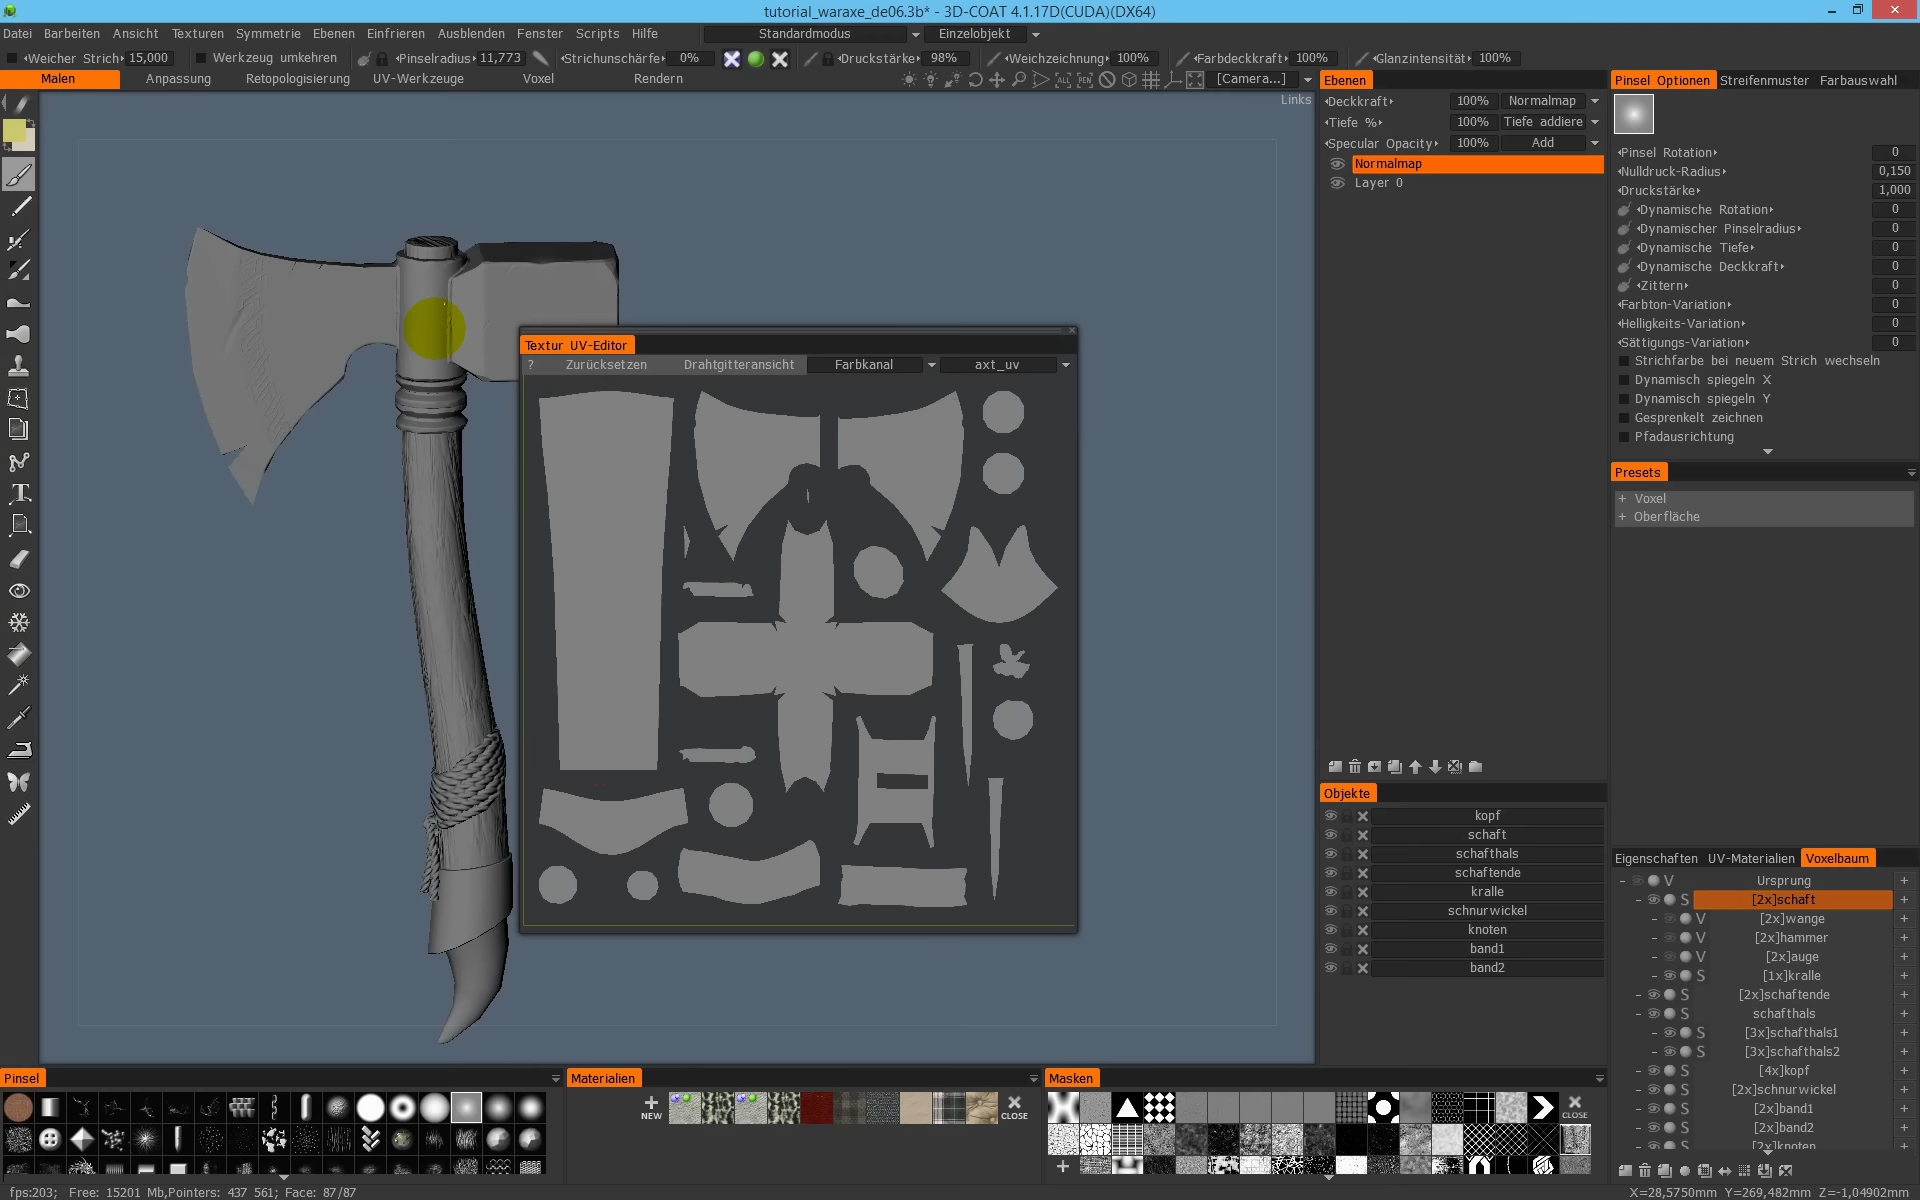 tutorial_waraxe_de06.3b* - 3D-COAT 4.1.17D(CUDA)(DX64)
Datei Bearbeiten Ansicht Texturen Symmetrie Ebenen Einfrieren Ausblenden Fenster Scripts Hilfe Standardmodus Einzelobjekt
Weicher Strich 15,000 Werkzeug umkehren Pinselradius 11,773 Strichunschärfe 0% Druckstärke 98% Weichzeichnung 100% Farbdeckkraft 100% Glanzintensität 100%
Malen Anpassung Retopologisierung UV-Werkzeuge Voxel Rendern [Camera...]
Links
Ebenen
Deckkraft 100% Normalmap
Tiefe % 100% Tiefe addiere
Specular Opacity 100% Add
Normalmap
Layer 0
Pinsel Optionen Streifenmuster Farbauswahl
Pinsel Rotation 0
Nulldruck-Radius 0,150
Druckstärke 1,000
Dynamische Rotation 0
Dynamischer Pinselradius 0
Dynamische Tiefe 0
Dynamische Deckkraft 0
Zittern 0
Farbton-Variation 0
Helligkeits-Variation 0
Sättigungs-Variation 0
Strichfarbe bei neuem Strich wechseln
Dynamisch spiegeln X
Dynamisch spiegeln Y
Gesprenkelt zeichnen
Pfadausrichtung
Presets
+ Voxel
+ Oberfläche
Textur UV-Editor
? Zurücksetzen Drahtgitteransicht Farbkanal axt_uv
Objekte
kopf
schaft
schafthals
schaftende
kralle
schnurwickel
knoten
band1
band2
Eigenschaften UV-Materialien Voxelbaum
– V Ursprung +
– S [2x]schaft +
– V [2x]wange +
– V [2x]hammer +
– V [2x]auge +
– S [1x]kralle +
– S [2x]schaftende +
– S schafthals +
– S [3x]schafthals1 +
– S [3x]schafthals2 +
– S [4x]kopf +
– S [2x]schnurwickel +
– S [2x]band1 +
– S [2x]band2 +
– S [2x]knoten +
Pinsel
Materialien
NEW
CLOSE
Masken
CLOSE
fps:203; Free: 15201 Mb,Pointers: 437 561; Face: 87/87
X=28,5750mm Y=269,482mm Z=-1,04902mm